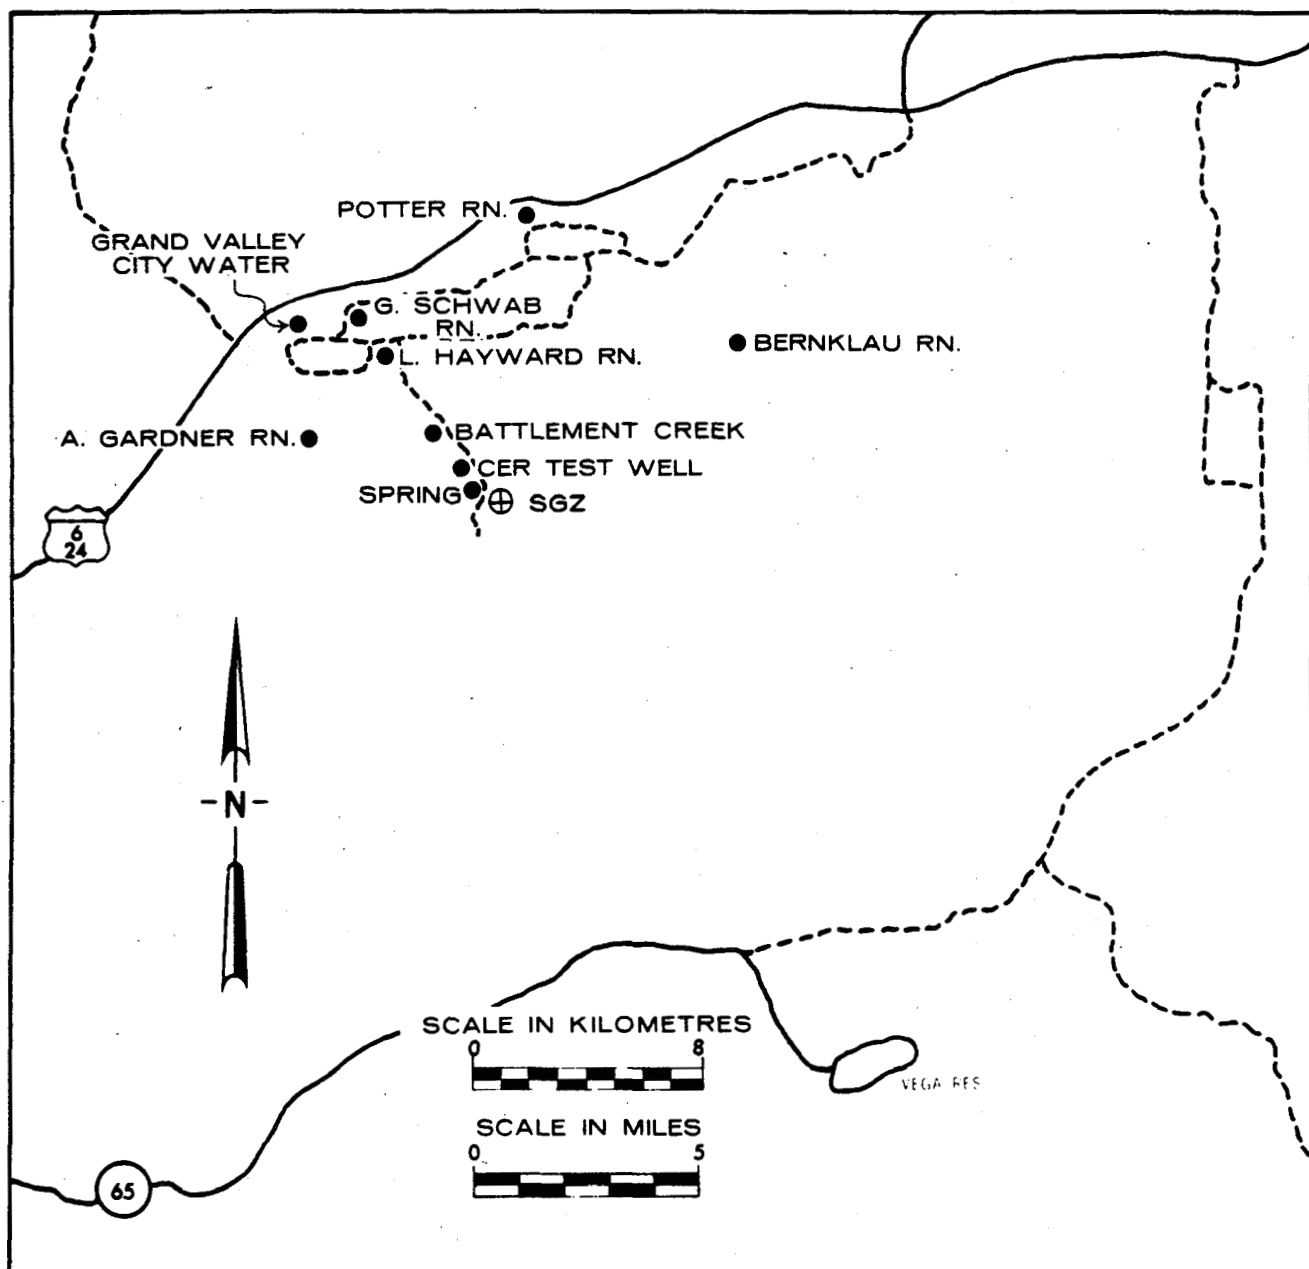 POTTER RN.
GRAND VALLEY
CITY WATER
G. SCHWAB
RN.
L. HAYWARD RN.
BERNKLAU RN.
A. GARDNER RN.
BATTLEMENT CREEK
CER TEST WELL
SPRING
SGZ
6
24
-N-
SCALE IN KILOMETRES
0 8
VEGA RES
SCALE IN MILES
0 5
65